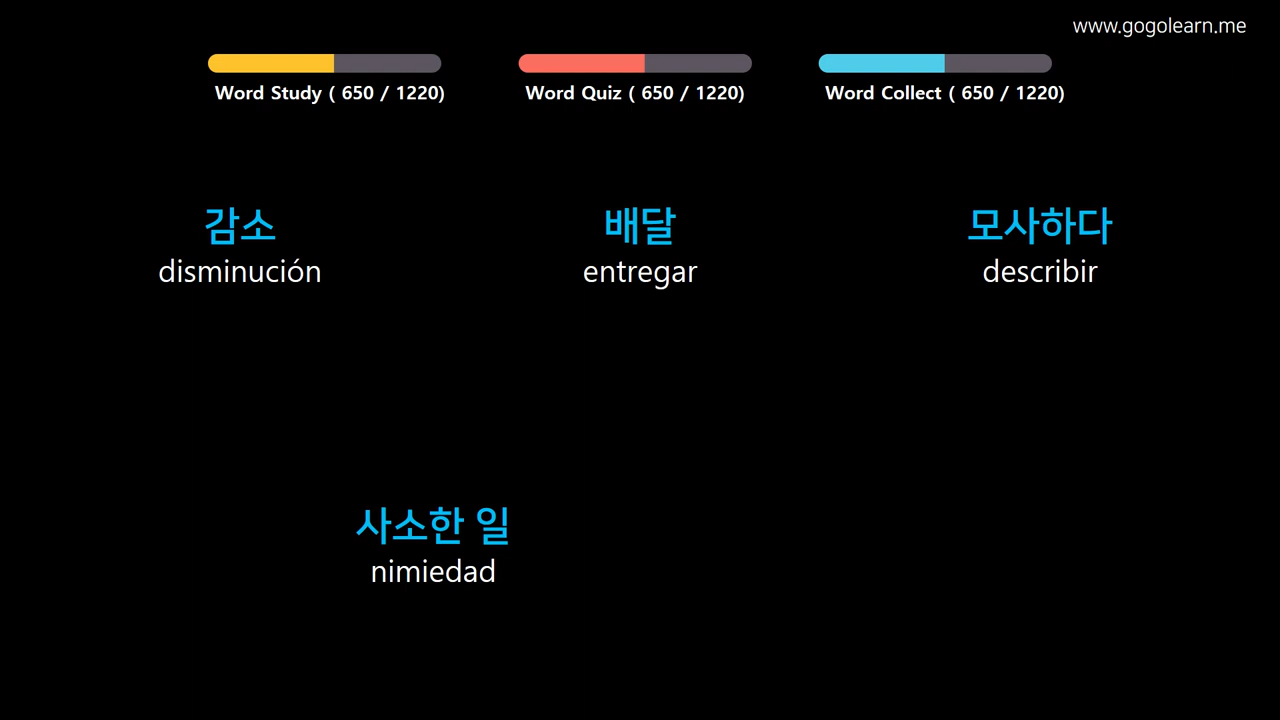 www.gogolearn.me
Word Study ( 650 / 1220)
Word Quiz ( 650 / 1220)
Word Collect ( 650 / 1220)
감소
disminución
배달
entregar
모사하다
describir
사소한 일
nimiedad